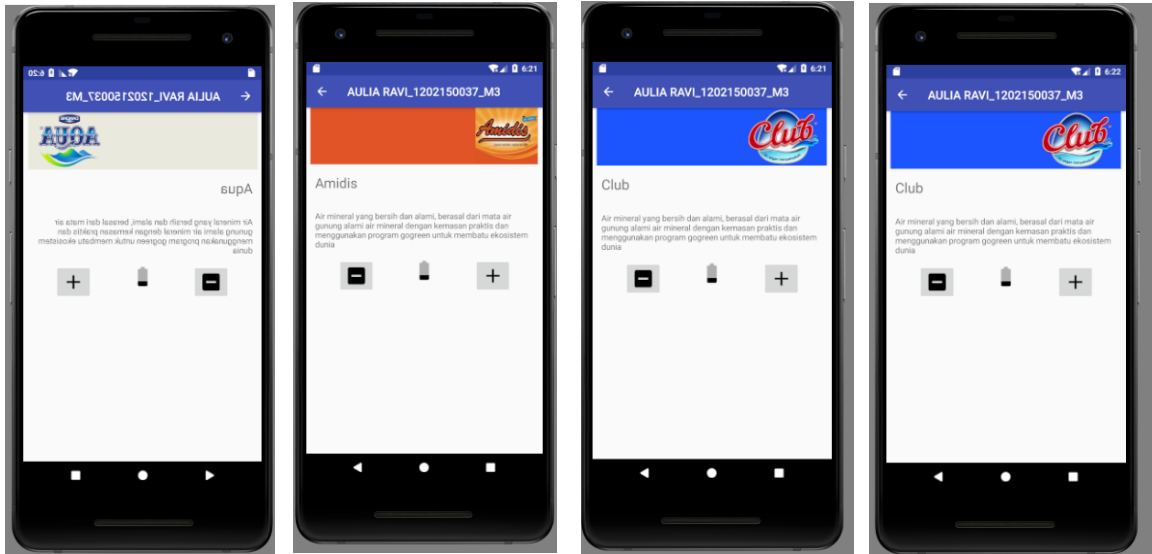 6:20
AULIA RAVI_1202150037_M3
AQUA
Aqua
Air mineral yang bersih dan alami, berasal dari mata air
gunung alami air mineral dengan kemasan praktis dan
menggunakan program gogreen untuk membatu ekosistem
dunia
6:21
AULIA RAVI_1202150037_M3
Amidis
Amidis
Air mineral yang bersih dan alami, berasal dari mata air
gunung alami air mineral dengan kemasan praktis dan
menggunakan program gogreen untuk membatu ekosistem
dunia
6:21
AULIA RAVI_1202150037_M3
Club
Club
Air mineral yang bersih dan alami, berasal dari mata air
gunung alami air mineral dengan kemasan praktis dan
menggunakan program gogreen untuk membatu ekosistem
dunia
6:22
AULIA RAVI_1202150037_M3
Club
Club
Air mineral yang bersih dan alami, berasal dari mata air
gunung alami air mineral dengan kemasan praktis dan
menggunakan program gogreen untuk membatu ekosistem
dunia